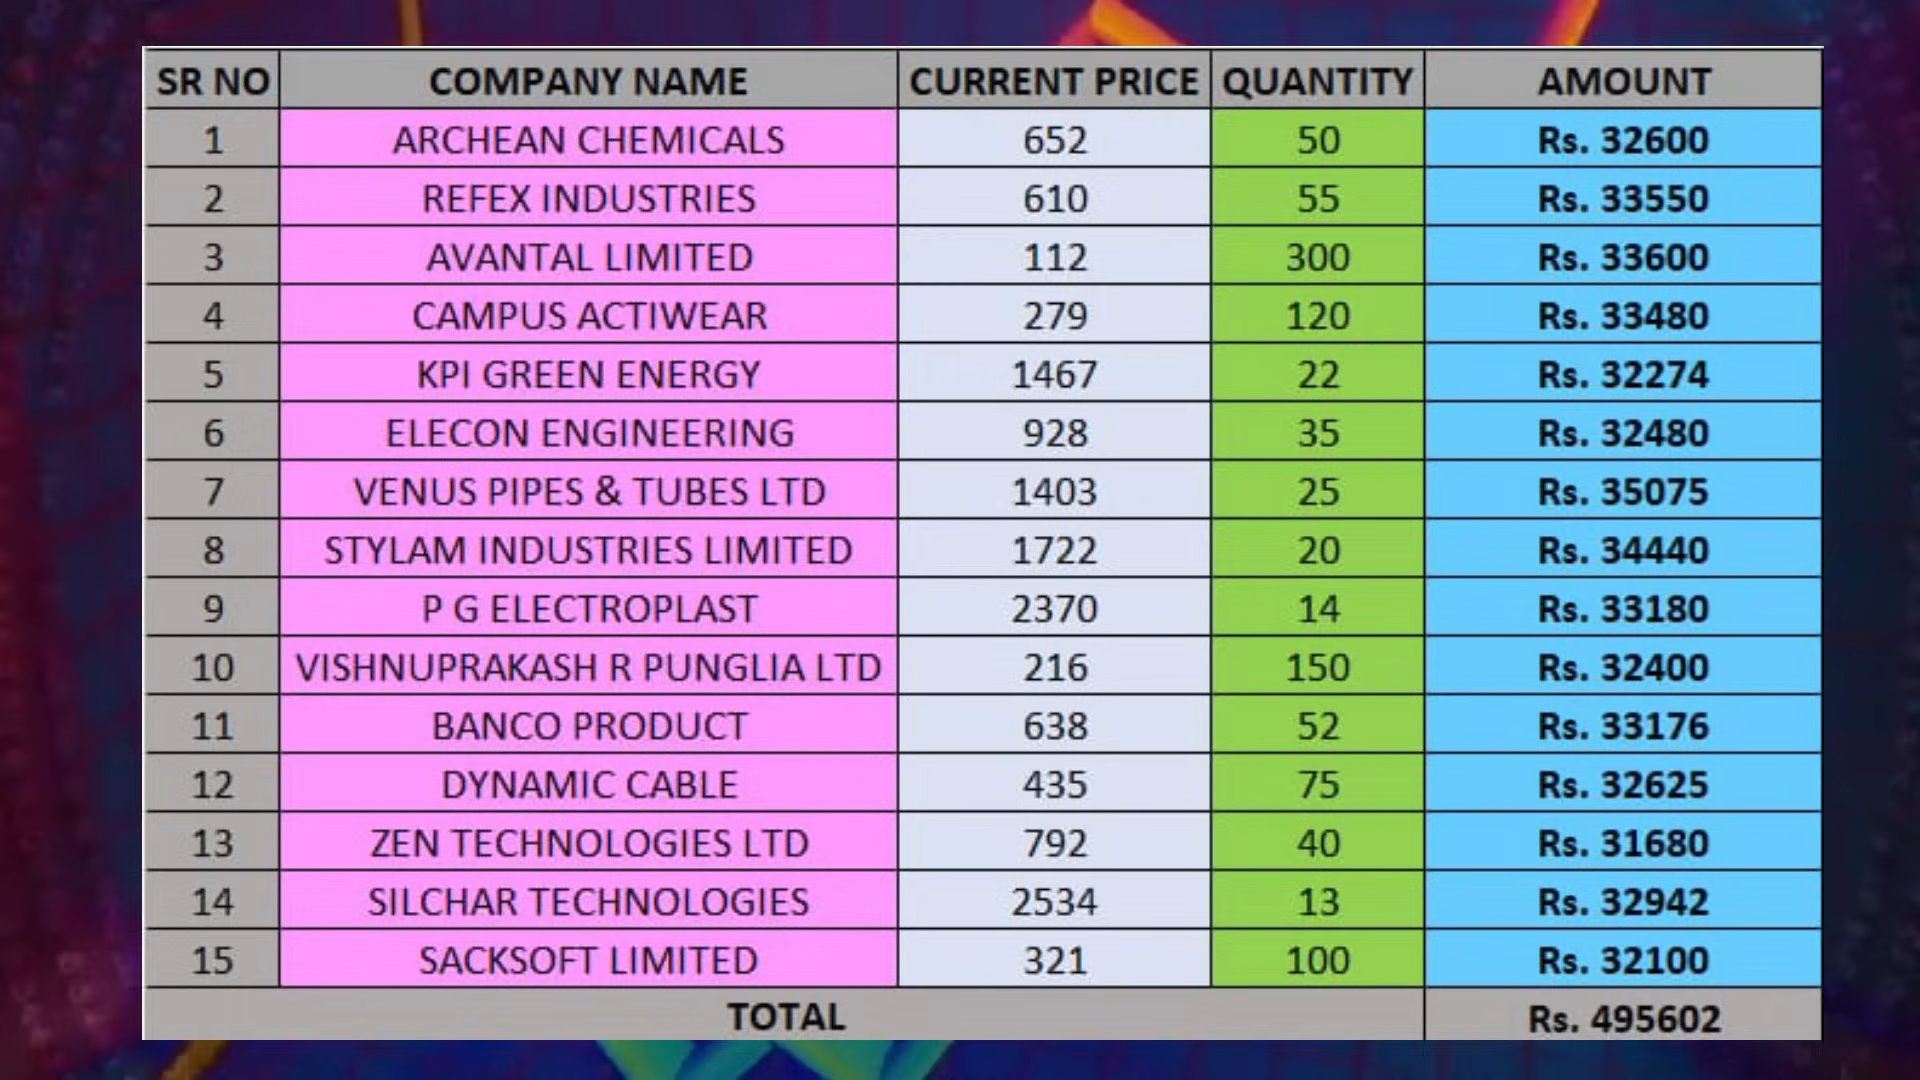 SR NO COMPANY NAME CURRENT PRICE QUANTITY AMOUNT
1 ARCHEAN CHEMICALS 652 50 Rs. 32600
2 REFEX INDUSTRIES 610 55 Rs. 33550
3 AVANTAL LIMITED 112 300 Rs. 33600
4 CAMPUS ACTIWEAR 279 120 Rs. 33480
5 KPI GREEN ENERGY 1467 22 Rs. 32274
6 ELECON ENGINEERING 928 35 Rs. 32480
7 VENUS PIPES & TUBES LTD 1403 25 Rs. 35075
8 STYLAM INDUSTRIES LIMITED 1722 20 Rs. 34440
9 P G ELECTROPLAST 2370 14 Rs. 33180
10 VISHNUPRAKASH R PUNGLIA LTD 216 150 Rs. 32400
11 BANCO PRODUCT 638 52 Rs. 33176
12 DYNAMIC CABLE 435 75 Rs. 32625
13 ZEN TECHNOLOGIES LTD 792 40 Rs. 31680
14 SILCHAR TECHNOLOGIES 2534 13 Rs. 32942
15 SACKSOFT LIMITED 321 100 Rs. 32100
TOTAL Rs. 495602